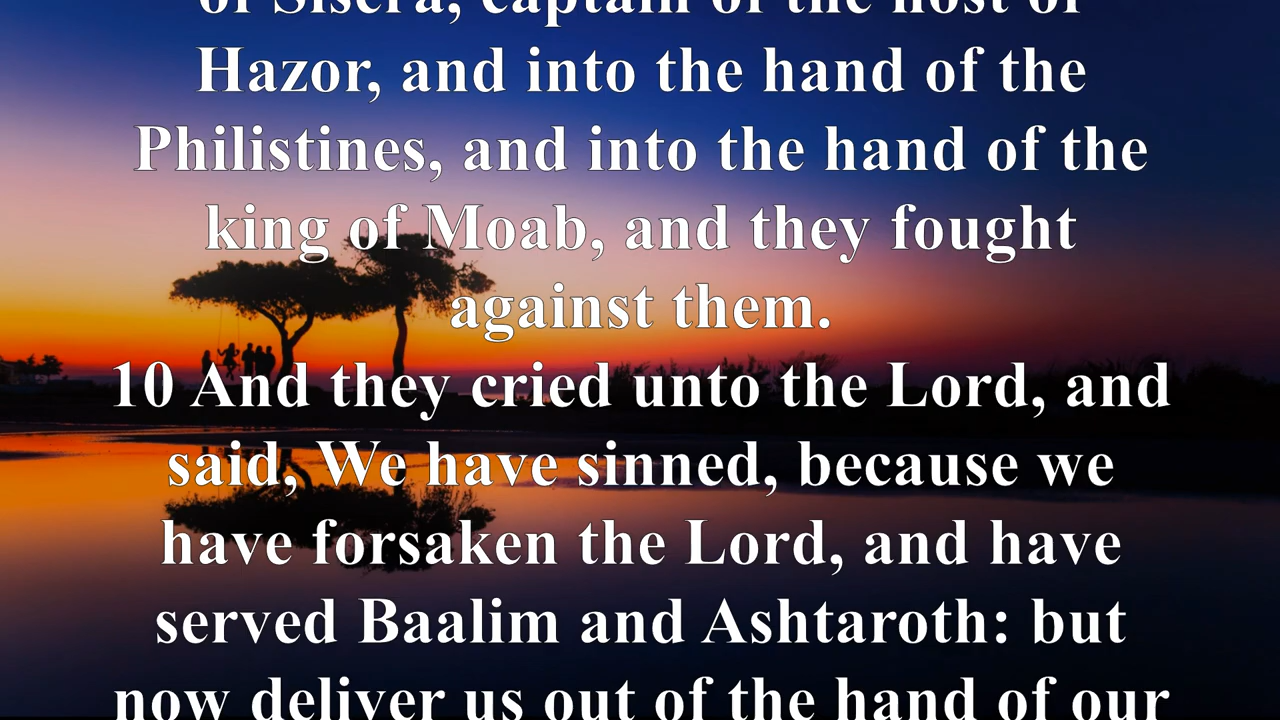 of Sisera, captain of the host of
Hazor, and into the hand of the
Philistines, and into the hand of the
king of Moab, and they fought
against them.
10 And they cried unto the Lord, and
said, We have sinned, because we
have forsaken the Lord, and have
served Baalim and Ashtaroth: but
now deliver us out of the hand of our